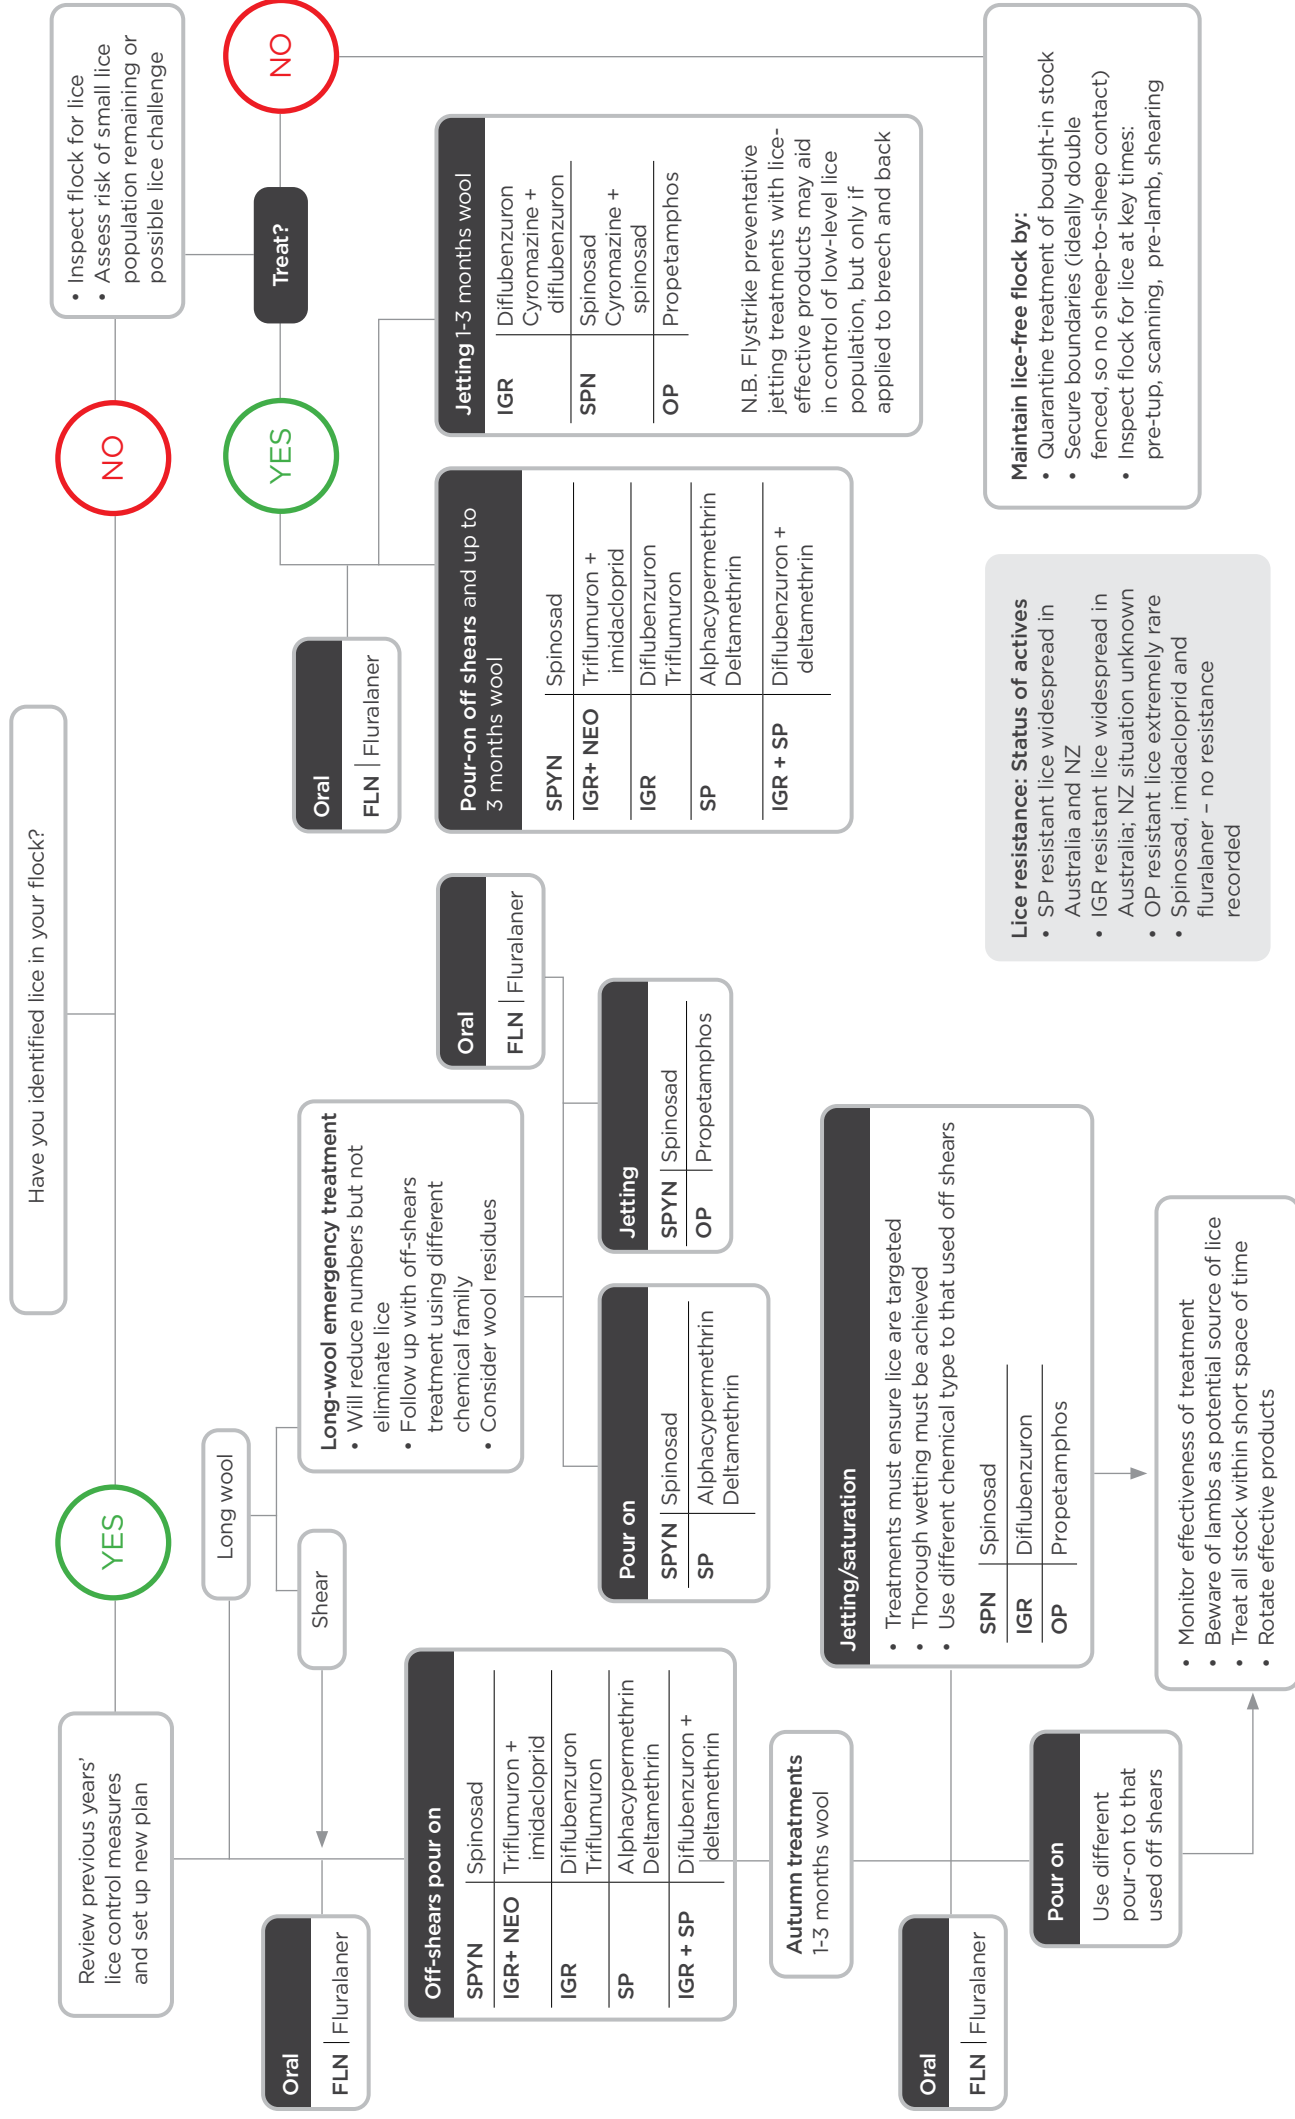 Have you identified lice in your flock?
YES
NO
Review previous years'
lice control measures
and set up new plan
Long wool
Shear
Oral
FLN | Fluralaner
Off-shears pour on
SPYN Spinosad
IGR+ NEO Triflumuron +
imidacloprid
IGR Diflubenzuron
Triflumuron
SP Alphacypermethrin
Deltamethrin
IGR + SP Diflubenzuron +
deltamethrin
Long-wool emergency treatment
• Will reduce numbers but not
eliminate lice
• Follow up with off-shears
treatment using different
chemical family
• Consider wool residues
Pour on
SPYN Spinosad
SP Alphacypermethrin
Deltamethrin
Jetting
SPYN Spinosad
OP Propetamphos
Oral
FLN | Fluralaner
Autumn treatments
1-3 months wool
Oral
FLN | Fluralaner
Pour on
Use different
pour-on to that
used off shears
Jetting/saturation
• Treatments must ensure lice are targeted
• Thorough wetting must be achieved
• Use different chemical type to that used off shears
SPN Spinosad
IGR Diflubenzuron
OP Propetamphos
• Monitor effectiveness of treatment
• Beware of lambs as potential source of lice
• Treat all stock within short space of time
• Rotate effective products
• Inspect flock for lice
• Assess risk of small lice
population remaining or
possible lice challenge
Treat?
YES
NO
Oral
FLN | Fluralaner
Pour-on off shears and up to
3 months wool
SPYN Spinosad
IGR+ NEO Triflumuron +
imidacloprid
IGR Diflubenzuron
Triflumuron
SP Alphacypermethrin
Deltamethrin
IGR + SP Diflubenzuron +
deltamethrin
Jetting 1-3 months wool
IGR Diflubenzuron
Cyromazine +
diflubenzuron
SPN Spinosad
Cyromazine +
spinosad
OP Propetamphos
N.B. Flystrike preventative
jetting treatments with lice-
effective products may aid
in control of low-level lice
population, but only if
applied to breech and back
Lice resistance: Status of actives
• SP resistant lice widespread in
Australia and NZ
• IGR resistant lice widespread in
Australia; NZ situation unknown
• OP resistant lice extremely rare
• Spinosad, imidacloprid and
fluralaner – no resistance
recorded
Maintain lice-free flock by:
• Quarantine treatment of bought-in stock
• Secure boundaries (ideally double
fenced, so no sheep-to-sheep contact)
• Inspect flock for lice at key times:
pre-tup, scanning, pre-lamb, shearing